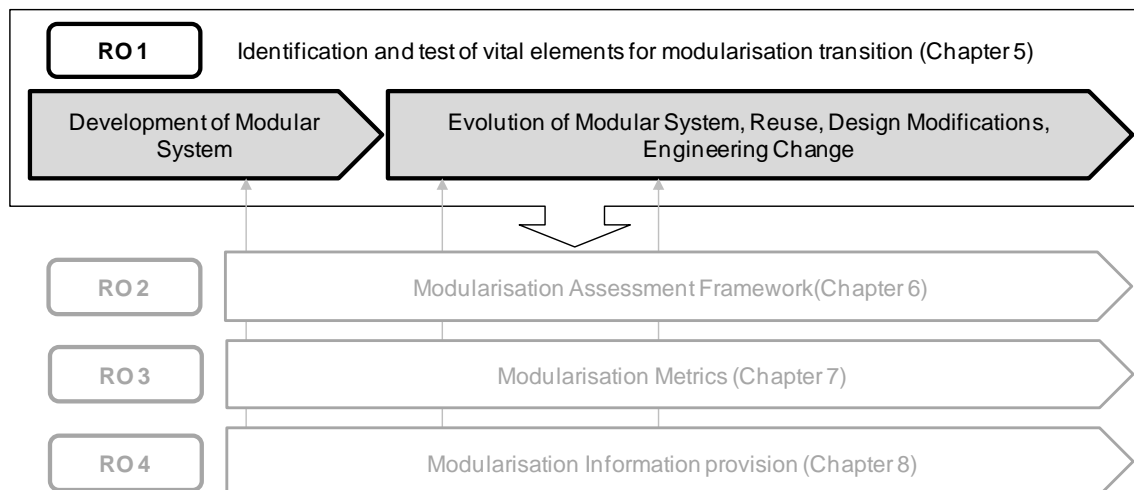 RO 1
Identification and test of vital elements for modularisation transition (Chapter 5)
Development of Modular
System
Evolution of Modular System, Reuse, Design Modifications,
Engineering Change
RO 2
Modularisation Assessment Framework(Chapter 6)
RO 3
Modularisation Metrics (Chapter 7)
RO 4
Modularisation Information provision (Chapter 8)